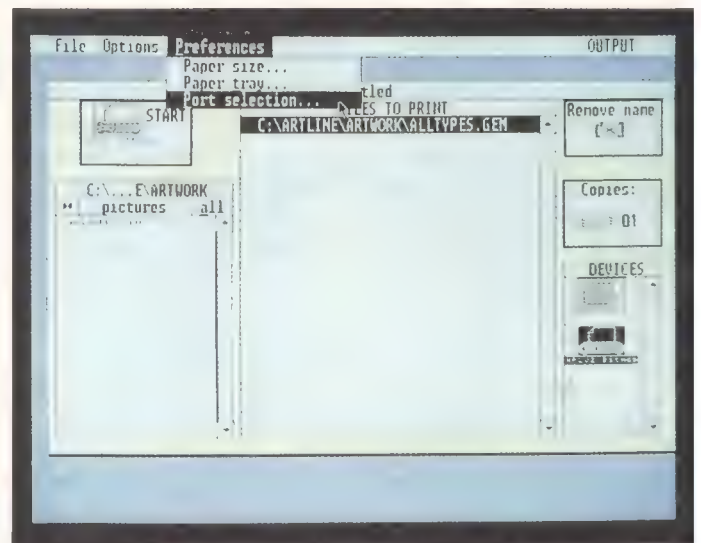 File Options Preferences OUTPUT
Paper size...
Paper tray...
Port selection...
tled
START
LES TO PRINT
Remove name
C:\ARTLINE\ARTWORK\ALLTYPES.GEM
C:\...E\ARTWORK
pictures all
Copies:
01
DEVICES